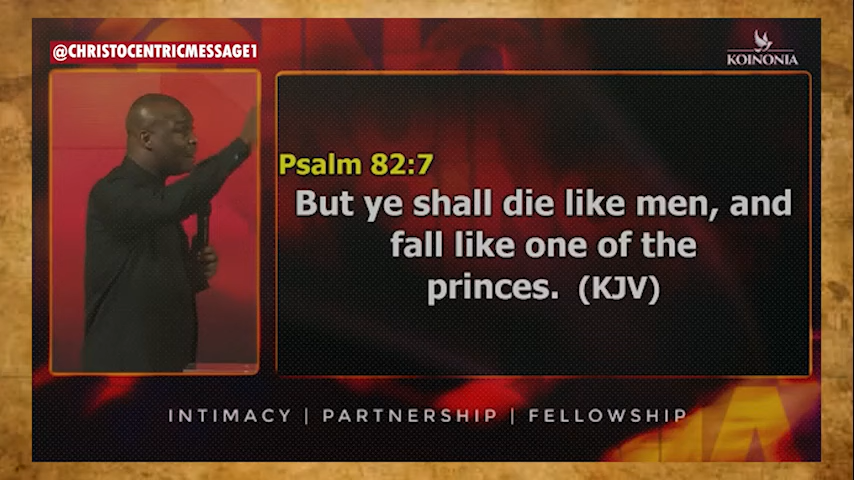 @CHRISTOCENTRICMESSAGE1
KOINONIA
Psalm 82:7
But ye shall die like men, and
fall like one of the
princes. (KJV)
INTIMACY | PARTNERSHIP | FELLOWSHIP